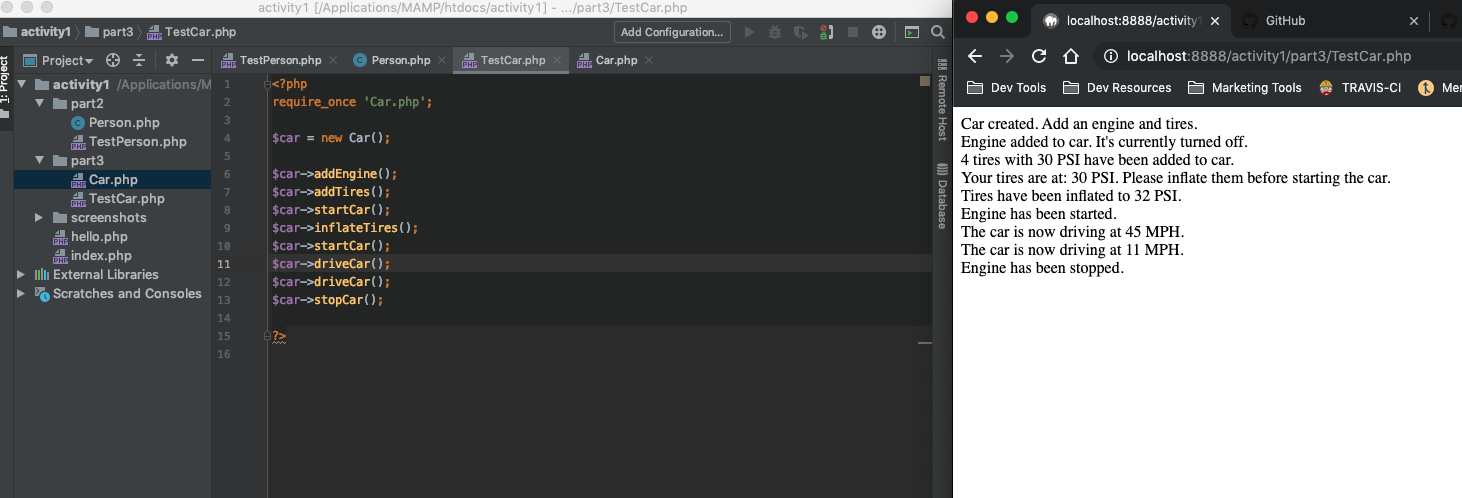 activity1 [/Applications/MAMP/htdocs/activity1] - .../part3/TestCar.php
activity1 part3 TestCar.php
Add Configuration...
1: Project
Project
TestPerson.php
Person.php
TestCar.php
Car.php
activity1 /Applications/M
part2
Person.php
TestPerson.php
part3
Car.php
TestCar.php
screenshots
hello.php
index.php
External Libraries
Scratches and Consoles
1 <?php
2 require_once 'Car.php';
3
4 $car = new Car();
5
6 $car->addEngine();
7 $car->addTires();
8 $car->startCar();
9 $car->inflateTires();
10 $car->startCar();
11 $car->driveCar();
12 $car->driveCar();
13 $car->stopCar();
14
15 ?>
16
Remote Host
Database
localhost:8888/activity1
GitHub
localhost:8888/activity1/part3/TestCar.php
Dev Tools
Dev Resources
Marketing Tools
TRAVIS-CI
Mer
Car created. Add an engine and tires.
Engine added to car. It's currently turned off.
4 tires with 30 PSI have been added to car.
Your tires are at: 30 PSI. Please inflate them before starting the car.
Tires have been inflated to 32 PSI.
Engine has been started.
The car is now driving at 45 MPH.
The car is now driving at 11 MPH.
Engine has been stopped.